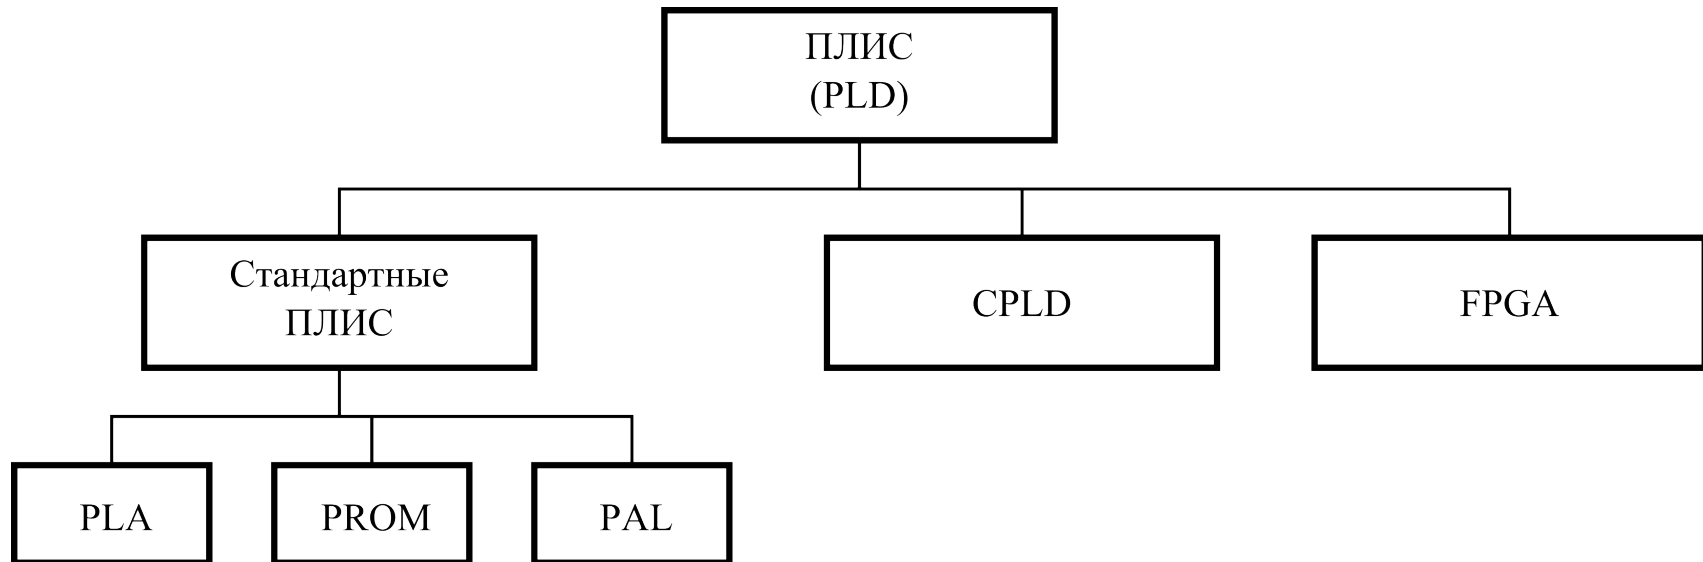 ПЛИС
(PLD)
Стандартные
ПЛИС
CPLD
FPGA
PLA
PROM
PAL